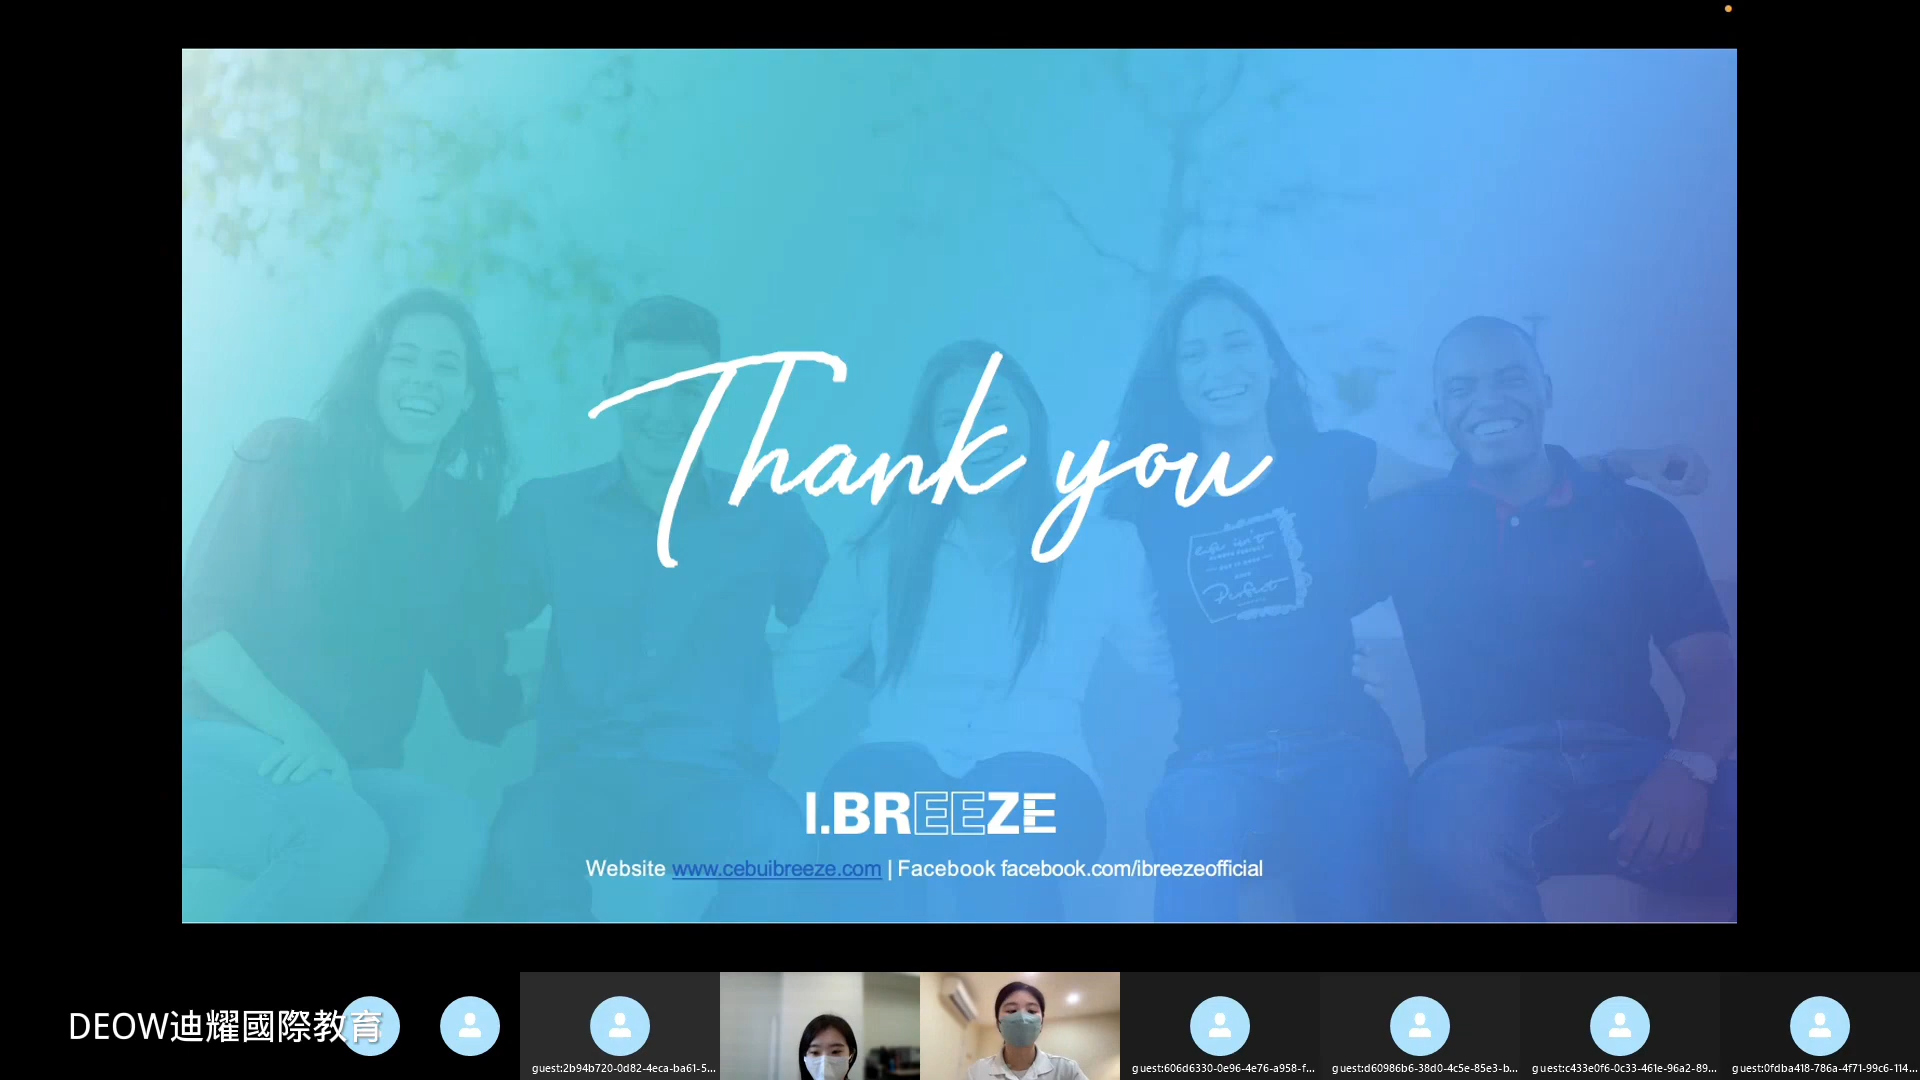 Thank you
I.BREEZE
Website www.cebuibreeze.com | Facebook facebook.com/ibreezeofficial
DEOW迪耀國際教育
guest:2b94b720-0d82-4eca-ba61-5...
guest:606d6330-0e96-4e76-a958-f...
guest:d60986b6-38d0-4c5e-85e3-b...
guest:c433e0f6-0c33-461e-96a2-89...
guest:0fdba418-786a-4f71-99c6-114...